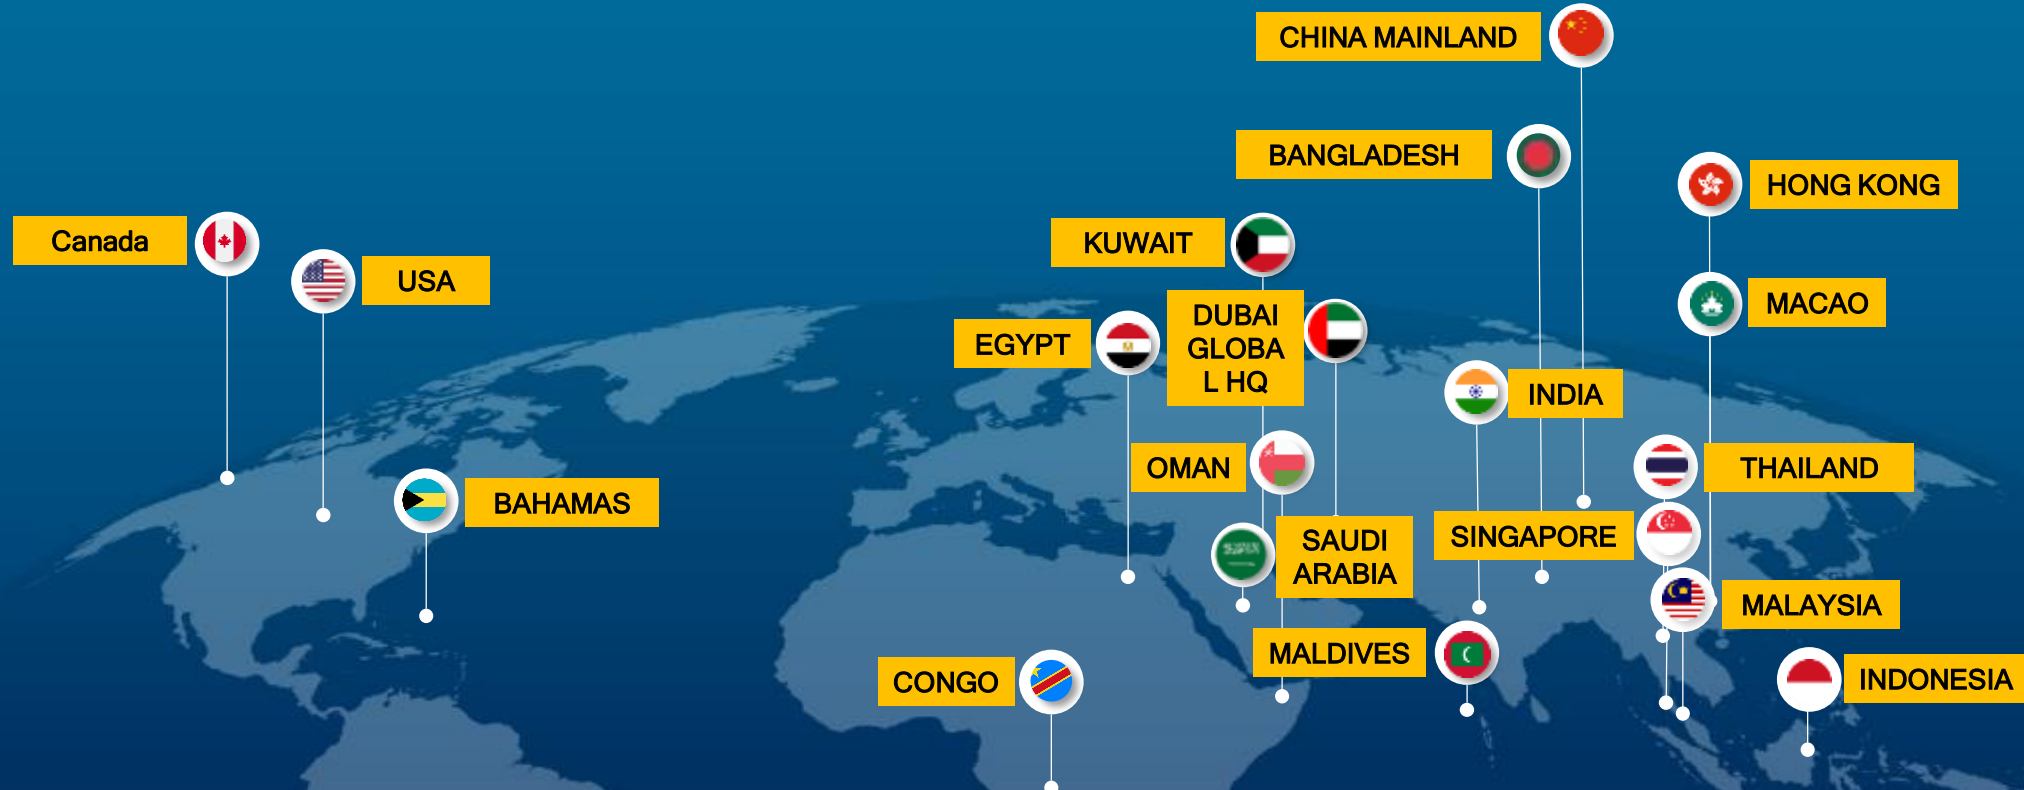 CHINA MAINLAND
BANGLADESH
HONG KONG
Canada
KUWAIT
USA
MACAO
DUBAI
GLOBA
L HQ
EGYPT
INDIA
OMAN
THAILAND
BAHAMAS
SINGAPORE
SAUDI
ARABIA
MALAYSIA
MALDIVES
CONGO
INDONESIA